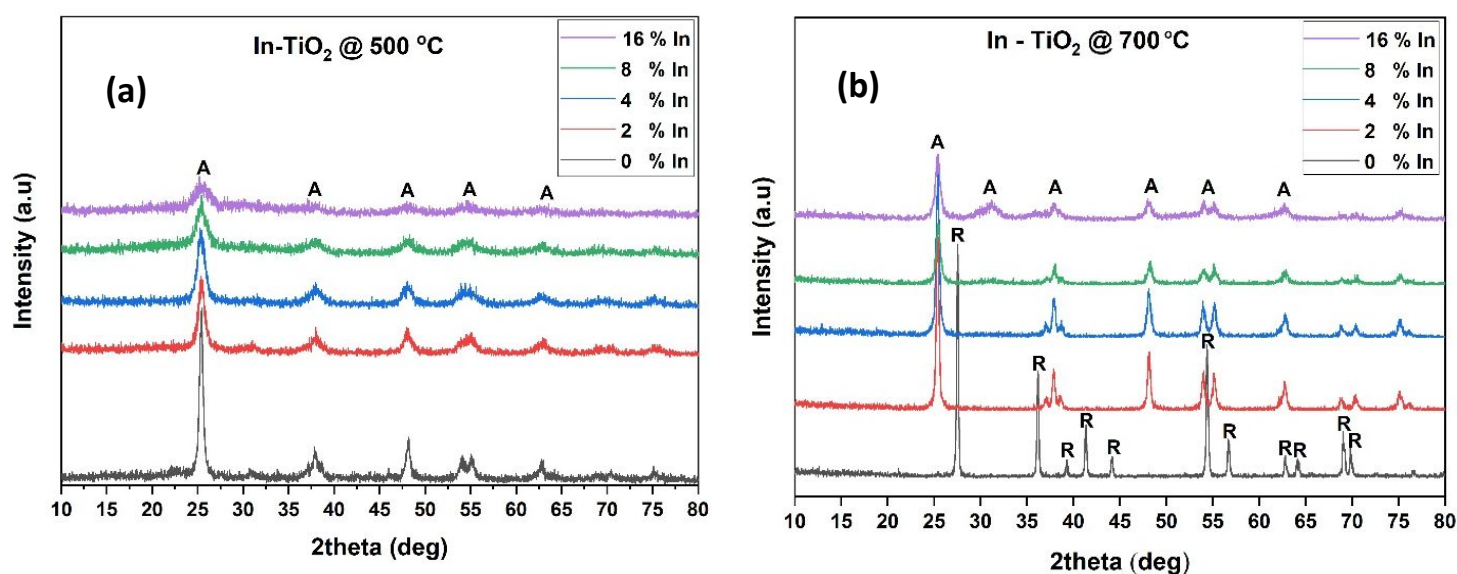 In-TiO₂ @ 500 °C
(a)
16 % In
8 % In
4 % In
2 % In
0 % In
A
A
A
A
A
Intensity (a.u)
10 15 20 25 30 35 40 45 50 55 60 65 70 75 80
2theta (deg)
In - TiO₂ @ 700 °C
(b)
16 % In
8 % In
4 % In
2 % In
0 % In
A
A
A
A
A
A
R
R
R
R
R
R
R
R
R
R
R
Intensity (a.u)
10 15 20 25 30 35 40 45 50 55 60 65 70 75 80
2theta (deg)